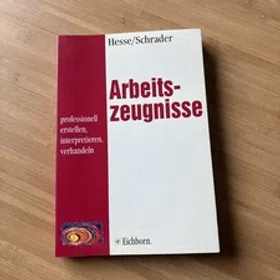 Hesse/Schrader
Arbeits-
zeugnisse
professionell
erstellen,
interpretieren,
verhandeln
Eichborn.